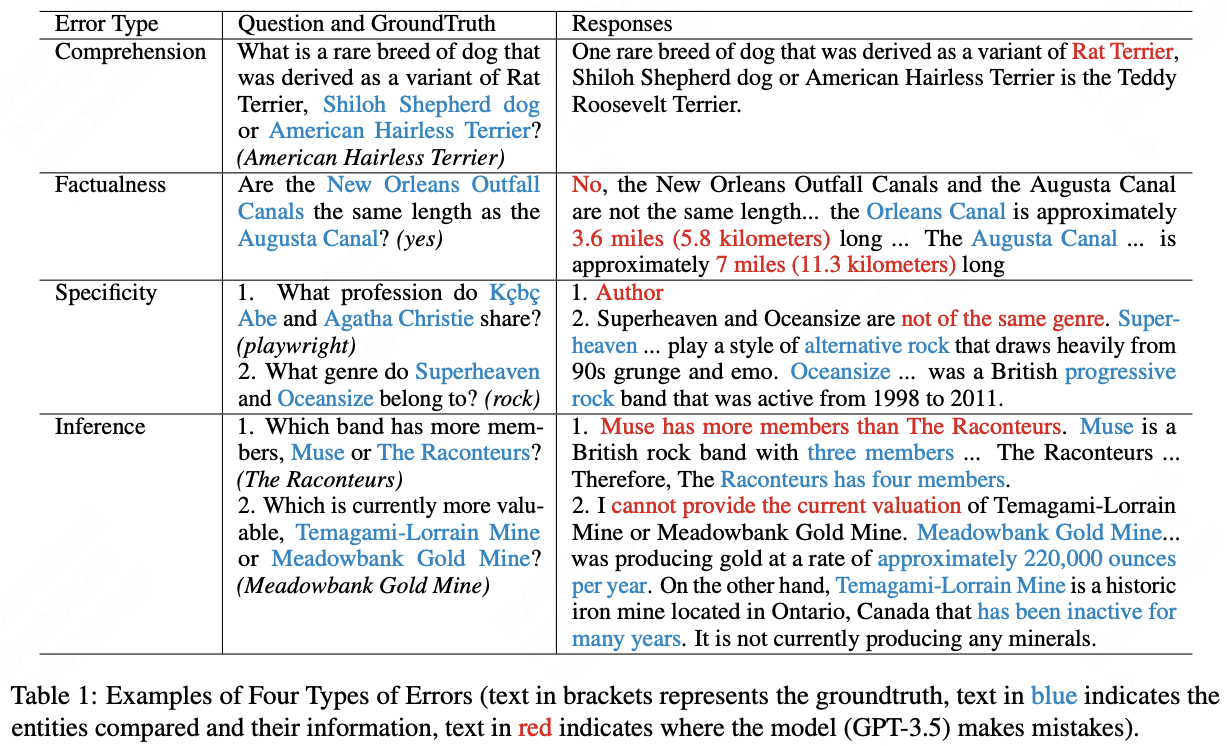 Error Type Question and GroundTruth Responses
Comprehension What is a rare breed of dog that One rare breed of dog that was derived as a variant of Rat Terrier,
was derived as a variant of Rat Shiloh Shepherd dog or American Hairless Terrier is the Teddy
Terrier, Shiloh Shepherd dog Roosevelt Terrier.
or American Hairless Terrier?
(American Hairless Terrier)
Factualness Are the New Orleans Outfall No, the New Orleans Outfall Canals and the Augusta Canal
Canals the same length as the are not the same length... the Orleans Canal is approximately
Augusta Canal? (yes) 3.6 miles (5.8 kilometers) long ... The Augusta Canal ... is
approximately 7 miles (11.3 kilometers) long
Specificity 1. What profession do Kçbç 1. Author
Abe and Agatha Christie share? 2. Superheaven and Oceansize are not of the same genre. Super-
(playwright) heaven ... play a style of alternative rock that draws heavily from
2. What genre do Superheaven 90s grunge and emo. Oceansize ... was a British progressive
and Oceansize belong to? (rock) rock band that was active from 1998 to 2011.
Inference 1. Which band has more mem- 1. Muse has more members than The Raconteurs. Muse is a
bers, Muse or The Raconteurs? British rock band with three members ... The Raconteurs ...
(The Raconteurs) Therefore, The Raconteurs has four members.
2. Which is currently more valu- 2. I cannot provide the current valuation of Temagami-Lorrain
able, Temagami-Lorrain Mine Mine or Meadowbank Gold Mine. Meadowbank Gold Mine...
or Meadowbank Gold Mine? was producing gold at a rate of approximately 220,000 ounces
(Meadowbank Gold Mine) per year. On the other hand, Temagami-Lorrain Mine is a historic
iron mine located in Ontario, Canada that has been inactive for
many years. It is not currently producing any minerals.
Table 1: Examples of Four Types of Errors (text in brackets represents the groundtruth, text in blue indicates the
entities compared and their information, text in red indicates where the model (GPT-3.5) makes mistakes).